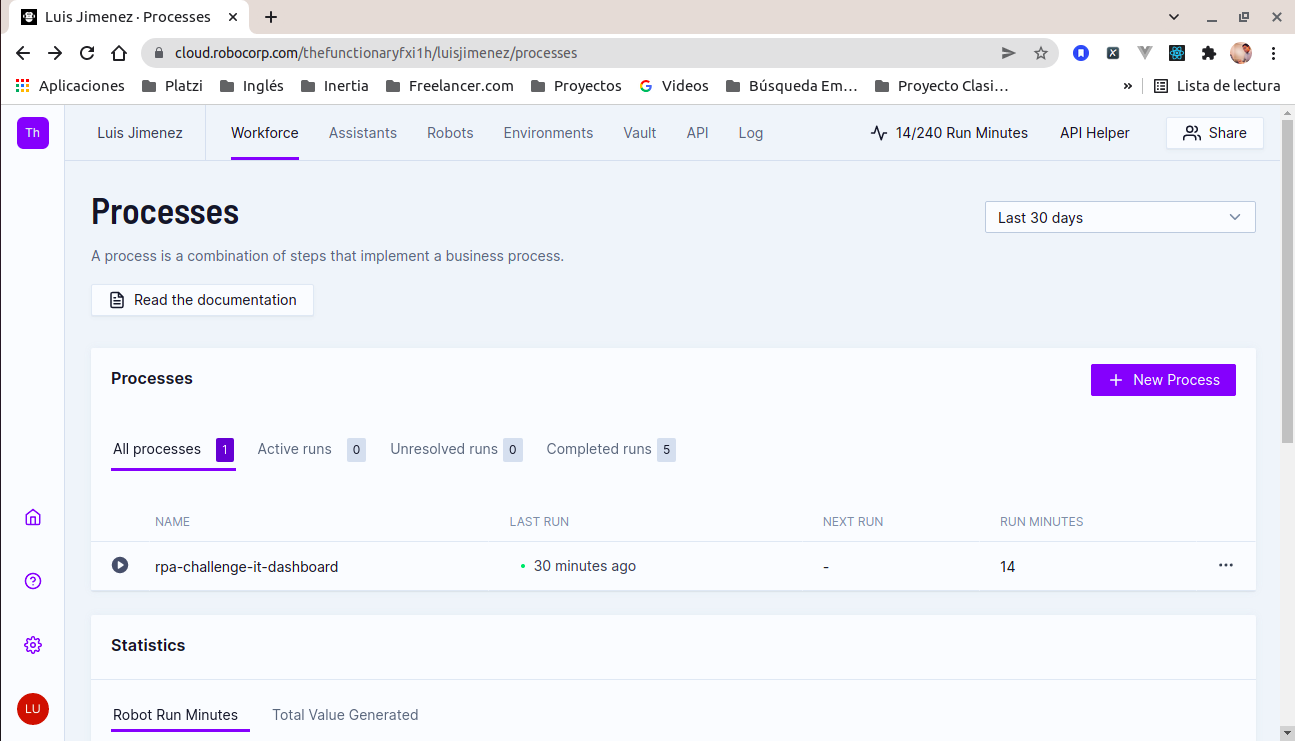 Luis Jimenez · Processes
cloud.robocorp.com/thefunctionaryfxi1h/luisjimenez/processes
Aplicaciones Platzi Inglés Inertia Freelancer.com Proyectos Videos Búsqueda Em… Proyecto Clasi… » Lista de lectura
Th Luis Jimenez Workforce Assistants Robots Environments Vault API Log 14/240 Run Minutes API Helper Share
Processes
Last 30 days
A process is a combination of steps that implement a business process.
Read the documentation
Processes
New Process
All processes 1 Active runs 0 Unresolved runs 0 Completed runs 5
NAME LAST RUN NEXT RUN RUN MINUTES
rpa-challenge-it-dashboard 30 minutes ago - 14
Statistics
LU
Robot Run Minutes Total Value Generated